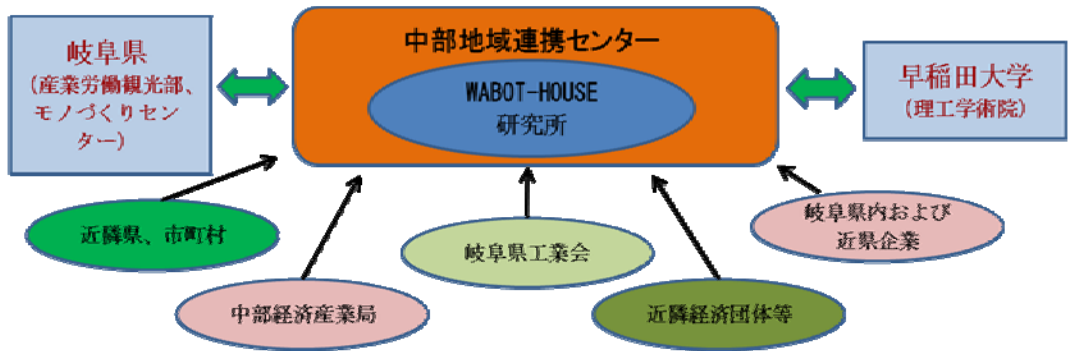 岐阜県
(産業労働観光部、
モノづくりセン
ター)
中部地域連携センター
WABOT-HOUSE
研究所
早稲田大学
(理工学術院)
近隣県、市町村
中部経済産業局
岐阜県工業会
近隣経済団体等
岐阜県内および
近県企業